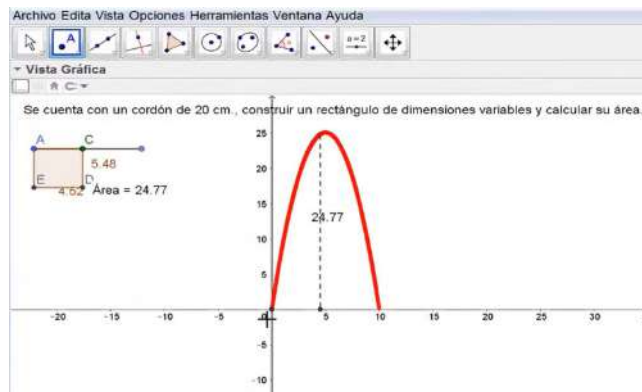 Archivo Edita Vista Opciones Herramientas Ventana Ayuda
A
a=2
Vista Gráfica
Se cuenta con un cordón de 20 cm., construir un rectángulo de dimensiones variables y calcular su área.
A C
5.48
E D
4.52 Área = 24.77
24.77
25
20
15
10
5
0
-5
-10
-20 -15 -10 -5 5 10 15 20 25 30